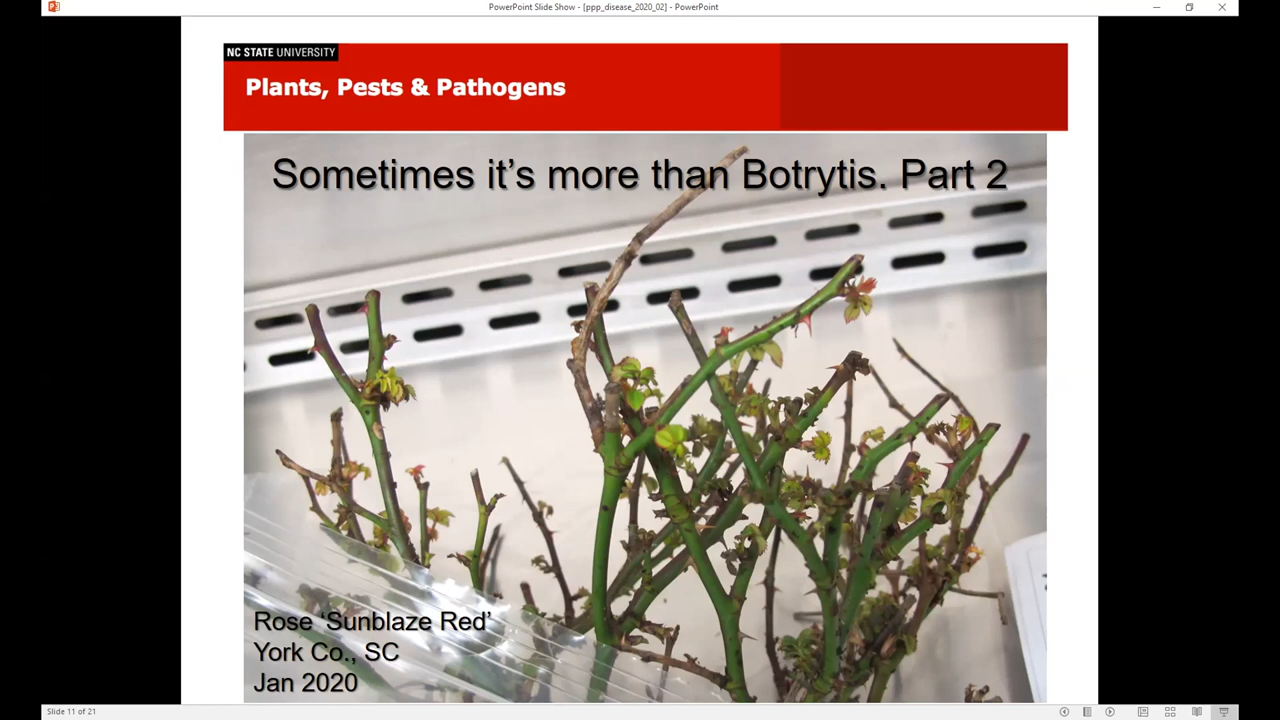 PowerPoint Slide Show - [ppp_disease_2020_02] - PowerPoint
NC STATE UNIVERSITY
Plants, Pests & Pathogens
Sometimes it's more than Botrytis. Part 2
Rose ‘Sunblaze Red’
York Co., SC
Jan 2020
Slide 11 of 21